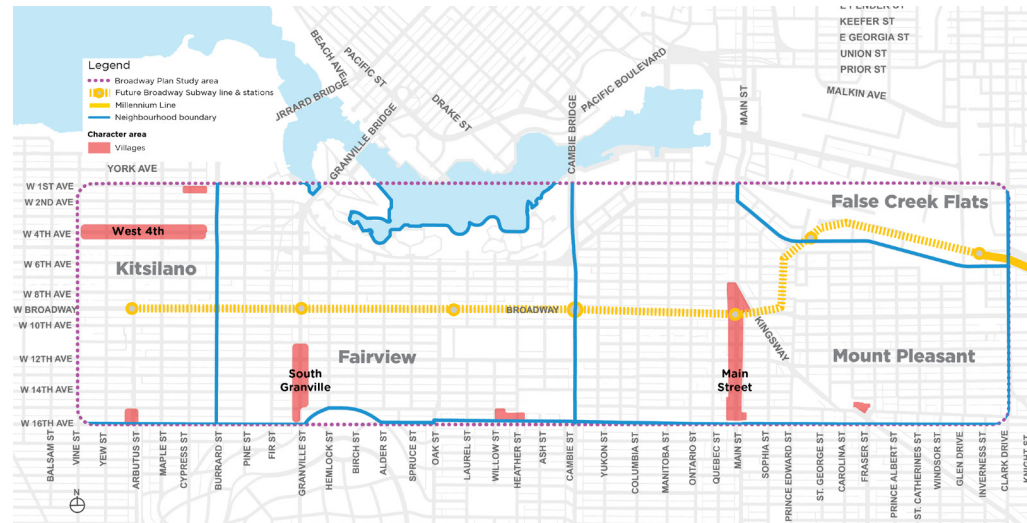 E PENDER ST
KEEFER ST
E GEORGIA ST
UNION ST
PRIOR ST
MALKIN AVE
BEACH AVE
PACIFIC ST
DRAKE ST
PACIFIC BOULEVARD
MAIN ST
URRARD BRIDGE
GRANVILLE BRIDGE
CAMBIE BRIDGE
Legend
Broadway Plan Study area
Future Broadway Subway line & stations
Millennium Line
Neighbourhood boundary
Character area
Villages
YORK AVE
W 1ST AVE
W 2ND AVE
W 4TH AVE
W 6TH AVE
W 8TH AVE
W BROADWAY
W 10TH AVE
W 12TH AVE
W 14TH AVE
W 16TH AVE
West 4th
Kitsilano
False Creek Flats
BROADWAY
KINGSWAY
Fairview
Mount Pleasant
South
Granville
Main
Street
BALSAM ST
VINE ST
YEW ST
ARBUTUS ST
MAPLE ST
CYPRESS ST
BURRARD ST
PINE ST
FIR ST
GRANVILLE ST
HEMLOCK ST
BIRCH ST
ALDER ST
SPRUCE ST
OAK ST
LAUREL ST
WILLOW ST
HEATHER ST
ASH ST
CAMBIE ST
YUKON ST
COLUMBIA ST
MANITOBA ST
ONTARIO ST
QUEBEC ST
MAIN ST
SOPHIA ST
PRINCE EDWARD ST
ST. GEORGE ST
CAROLINA ST
FRASER ST
PRINCE ALBERT ST
ST. CATHERINES ST
WINDSOR ST
GLEN DRIVE
INVERNESS ST
CLARK DRIVE
KNIGHT ST
N